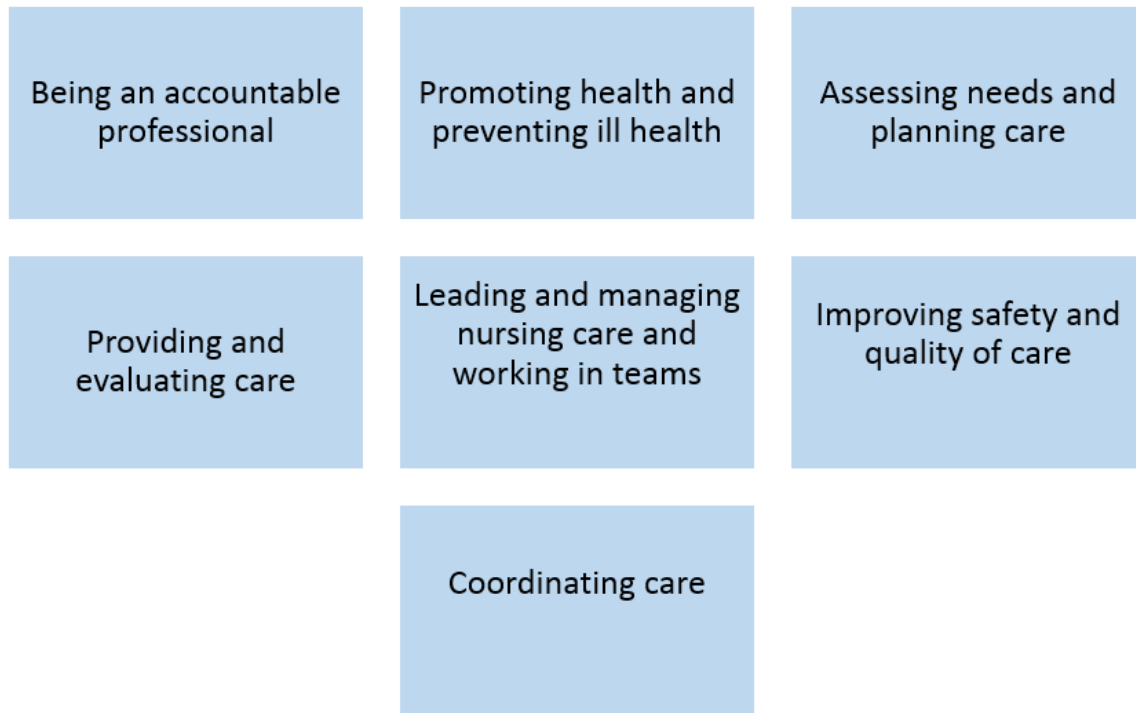 Being an accountable
professional
Promoting health and
preventing ill health
Assessing needs and
planning care
Providing and
evaluating care
Leading and managing
nursing care and
working in teams
Improving safety and
quality of care
Coordinating care